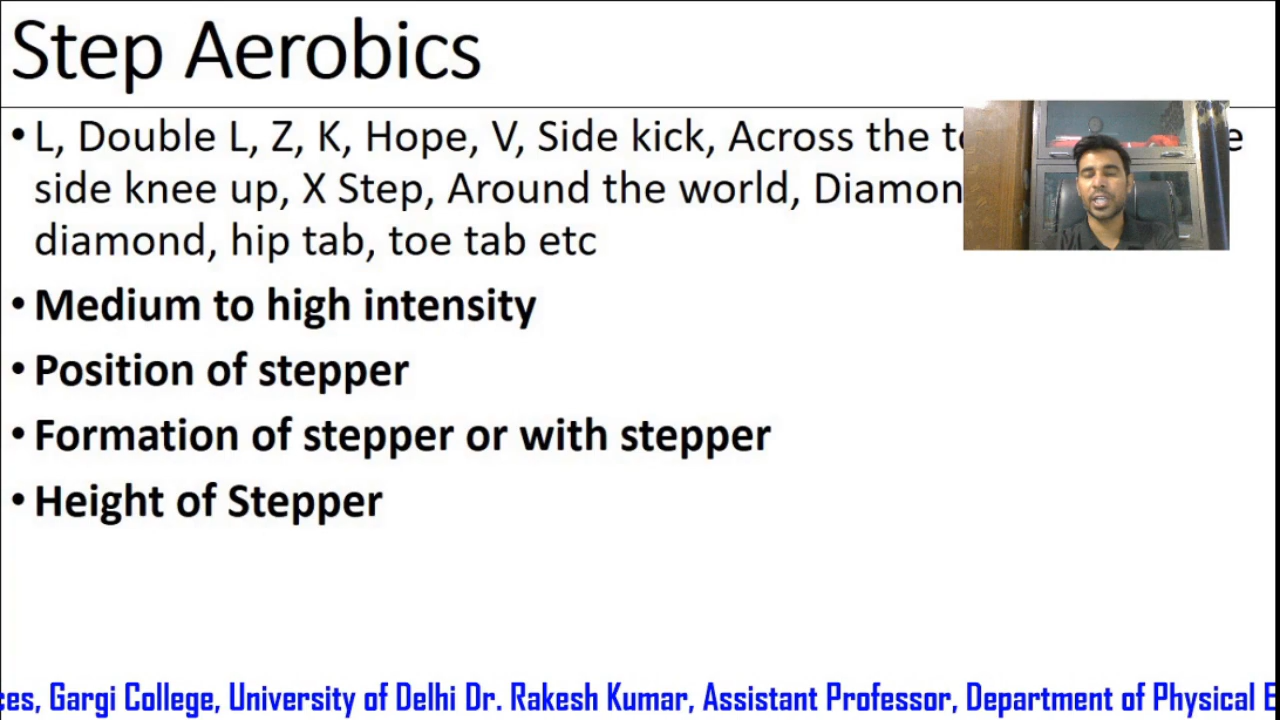 Step Aerobics
• L, Double L, Z, K, Hope, V, Side kick, Across the
side knee up, X Step, Around the world,
diamond, hip tab, toe tab etc
• Medium to high intensity
• Position of stepper
• Formation of stepper or with stepper
• Height of Stepper
Gargi College, University of Delhi Dr. Rakesh Kumar, Assistant Professor, Department of Physical